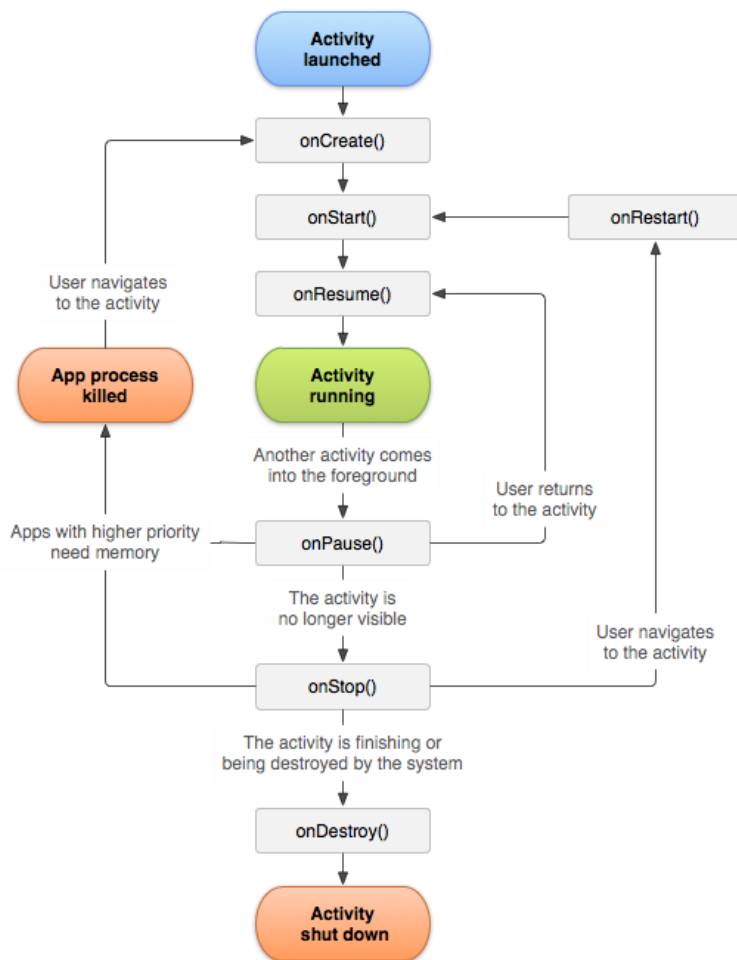 Activity
launched
onCreate()
onStart()
onRestart()
User navigates
to the activity
onResume()
App process
killed
Activity
running
Another activity comes
into the foreground
User returns
to the activity
Apps with higher priority
need memory
onPause()
The activity is
no longer visible
User navigates
to the activity
onStop()
The activity is finishing or
being destroyed by the system
onDestroy()
Activity
shut down